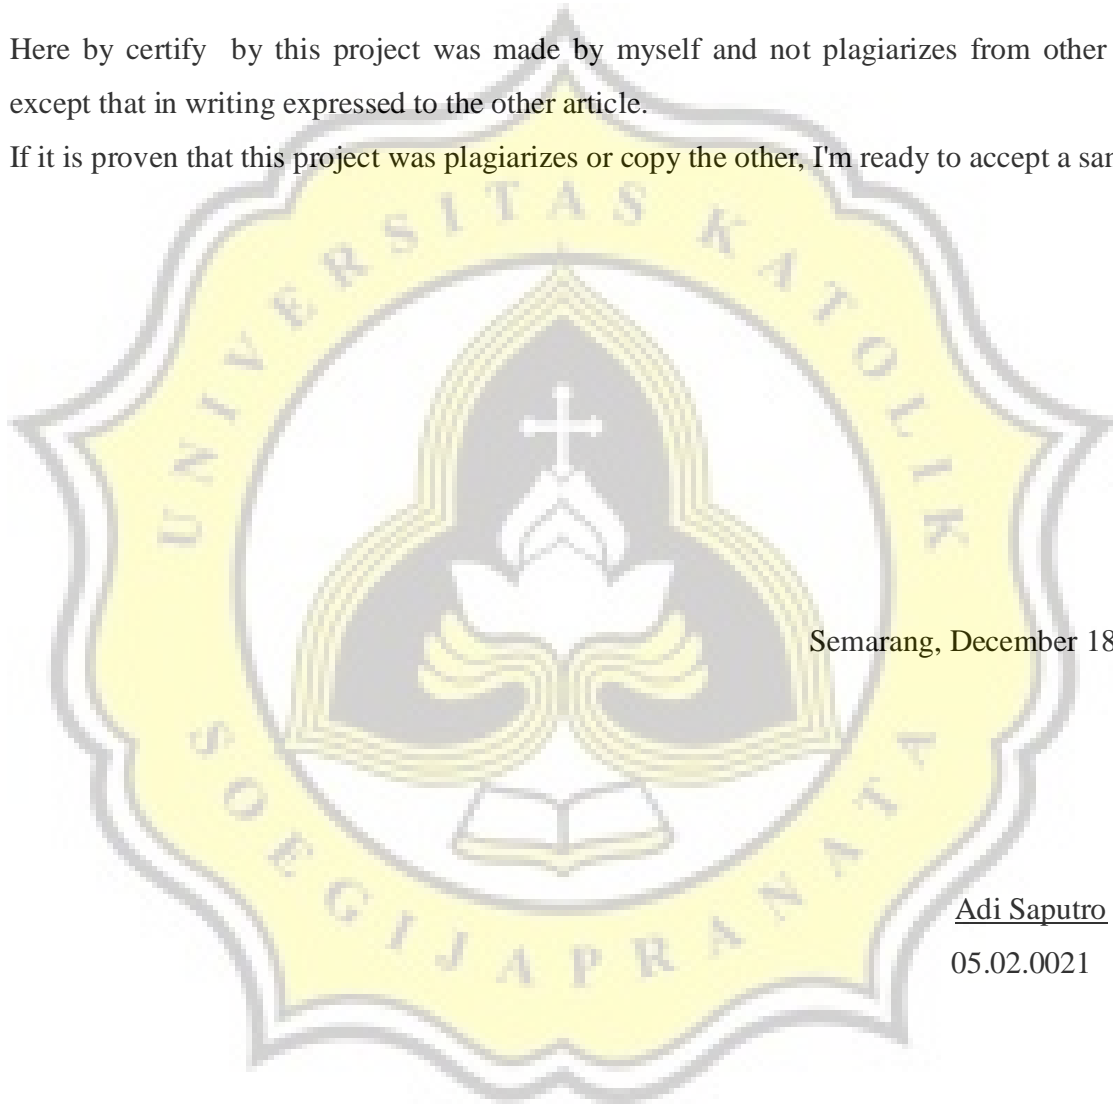 Here by certify by this project was made by myself and not plagiarizes from other
except that in writing expressed to the other article.
If it is proven that this project was plagiarizes or copy the other, I'm ready to accept a
UNIVERSITAS KATOLIK
Semarang, December 18
SOEGIJAPRANATA
Adi Saputro
05.02.0021